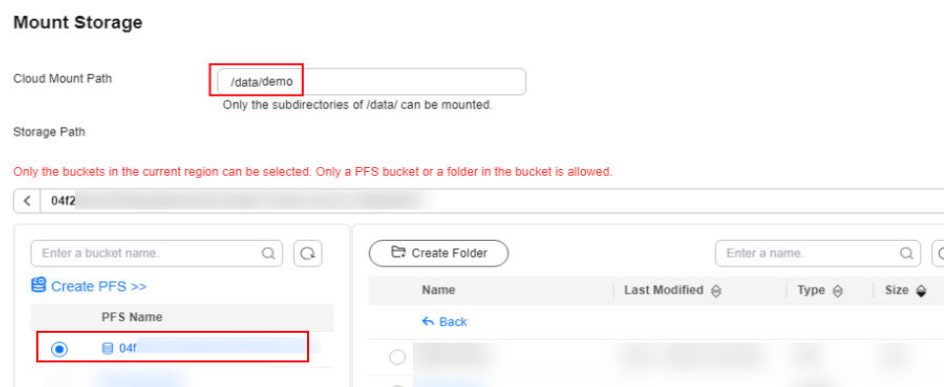 Mount Storage
Cloud Mount Path
/data/demo
Only the subdirectories of /data/ can be mounted.
Storage Path
Only the buckets in the current region can be selected. Only a PFS bucket or a folder in the bucket is allowed.
04f2
Enter a bucket name.
Create Folder
Enter a name.
Create PFS >>
Name Last Modified Type Size
PFS Name
Back
04f